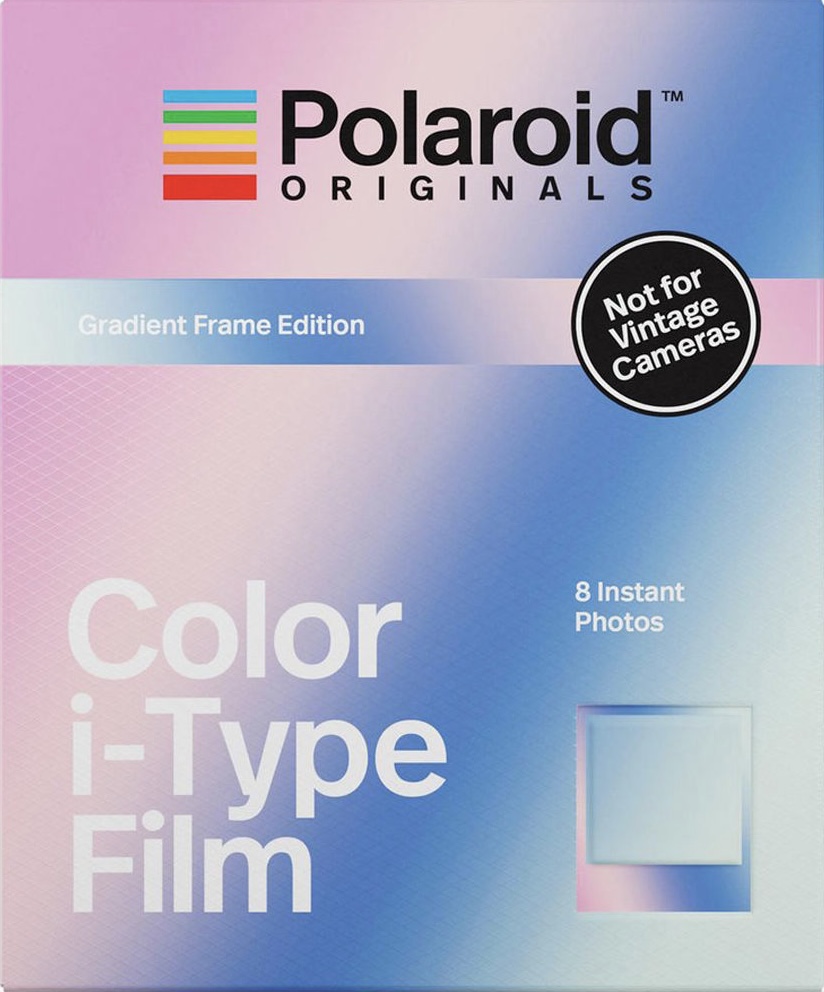 Polaroid™
ORIGINALS
Gradient Frame Edition
Not for
Vintage
Cameras
8 Instant
Photos
Color
i-Type
Film